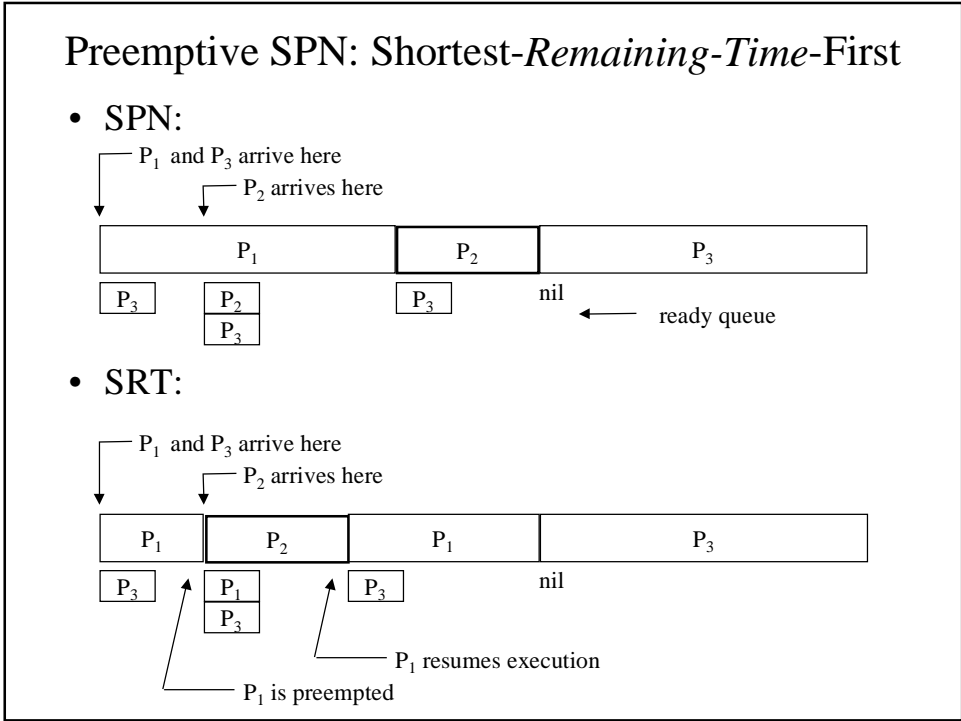 Preemptive SPN: Shortest-Remaining-Time-First
• SPN:
P₁ and P₃ arrive here
P₂ arrives here
P₁ P₂ P₃
P₃ P₂ P₃ nil
P₃ ready queue
• SRT:
P₁ and P₃ arrive here
P₂ arrives here
P₁ P₂ P₁ P₃
P₃ P₁ P₃ nil
P₃
P₁ resumes execution
P₁ is preempted